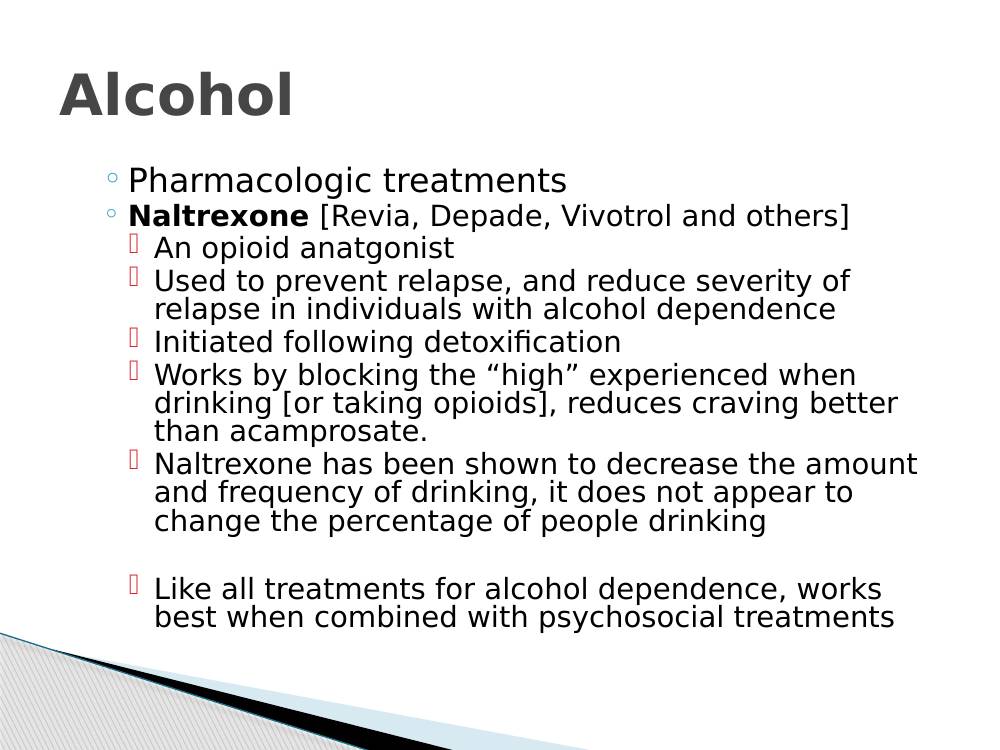 Alcohol
Pharmacologic treatments
Naltrexone [Revia, Depade, Vivotrol and others]
An opioid anatgonist
Used to prevent relapse, and reduce severity of
relapse in individuals with alcohol dependence
Initiated following detoxification
Works by blocking the “high” experienced when
drinking [or taking opioids], reduces craving better
than acamprosate.
Naltrexone has been shown to decrease the amount
and frequency of drinking, it does not appear to
change the percentage of people drinking
Like all treatments for alcohol dependence, works
best when combined with psychosocial treatments